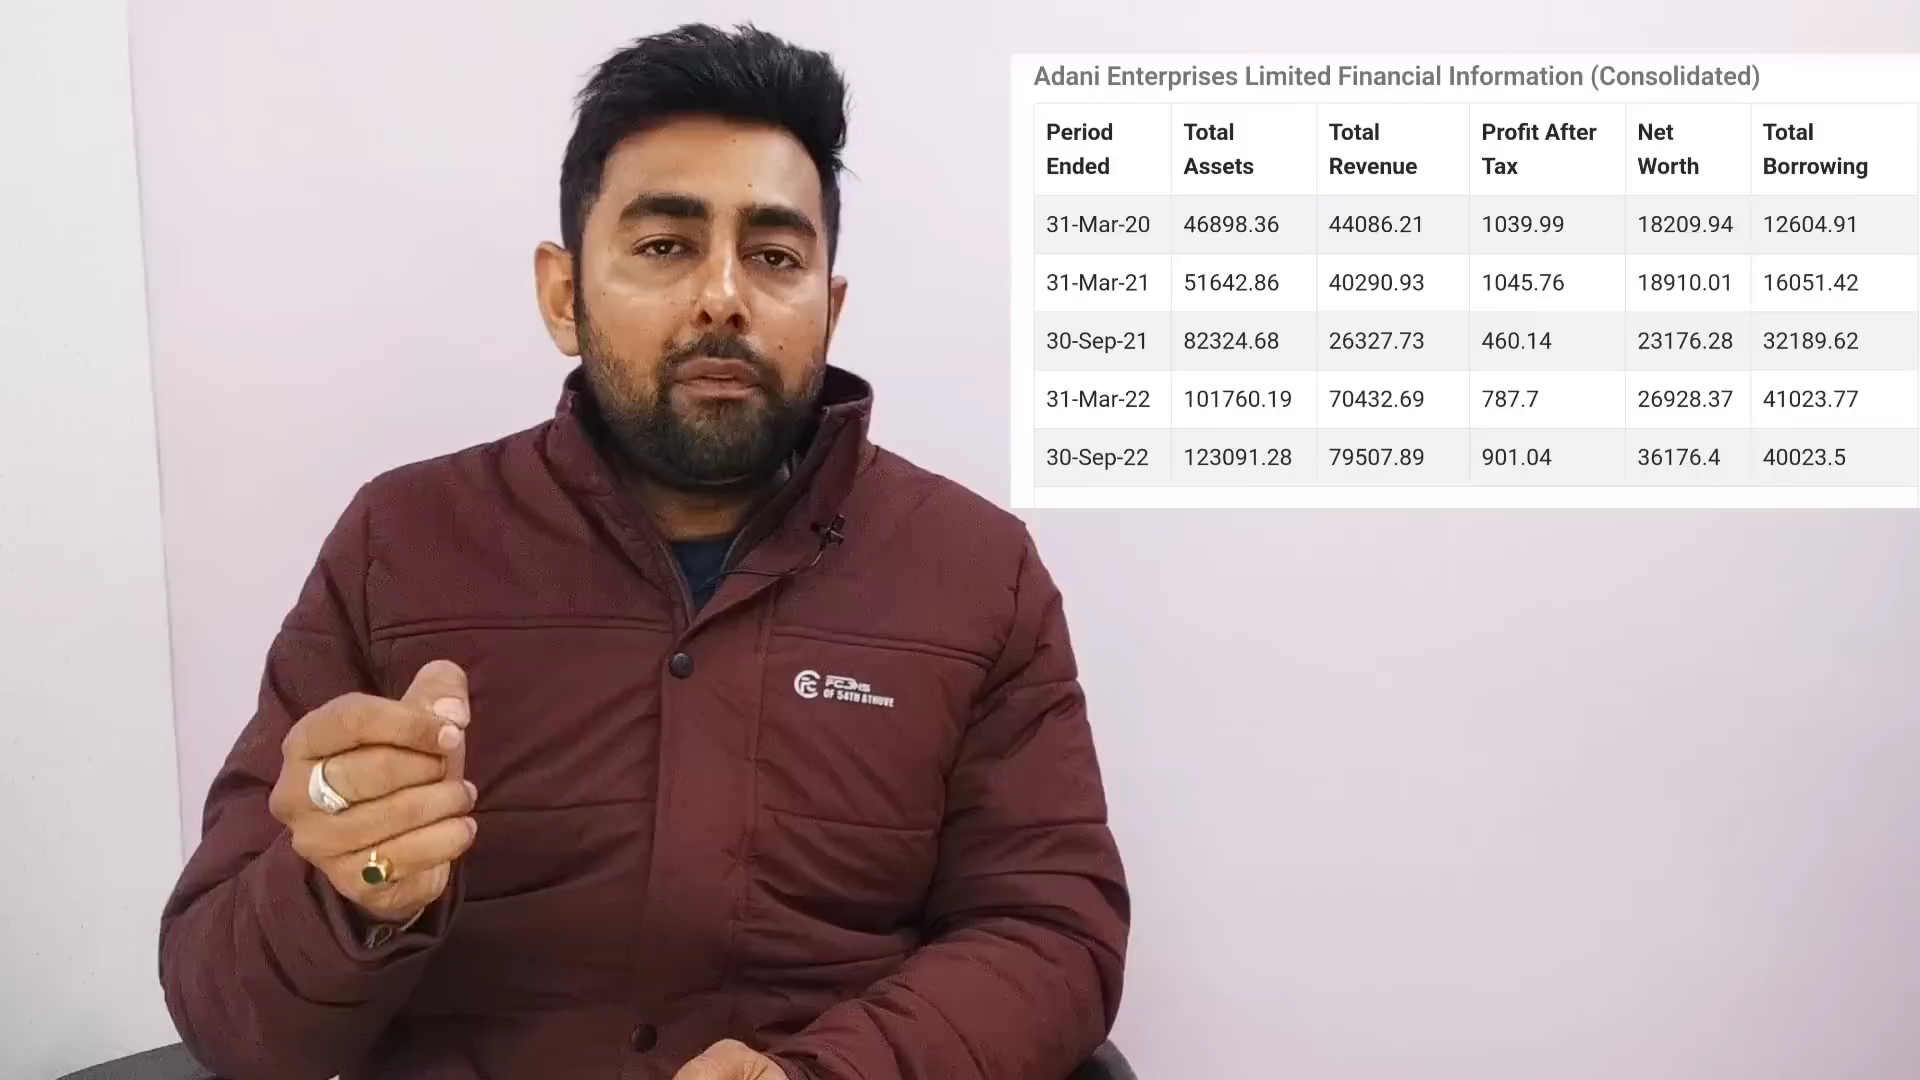 Adani Enterprises Limited Financial Information (Consolidated)
Period Ended Total Assets Total Revenue Profit After Tax Net Worth Total Borrowing
31-Mar-20 46898.36 44086.21 1039.99 18209.94 12604.91
31-Mar-21 51642.86 40290.93 1045.76 18910.01 16051.42
30-Sep-21 82324.68 26327.73 460.14 23176.28 32189.62
31-Mar-22 101760.19 70432.69 787.7 26928.37 41023.77
30-Sep-22 123091.28 79507.89 901.04 36176.4 40023.5
OF 54TH